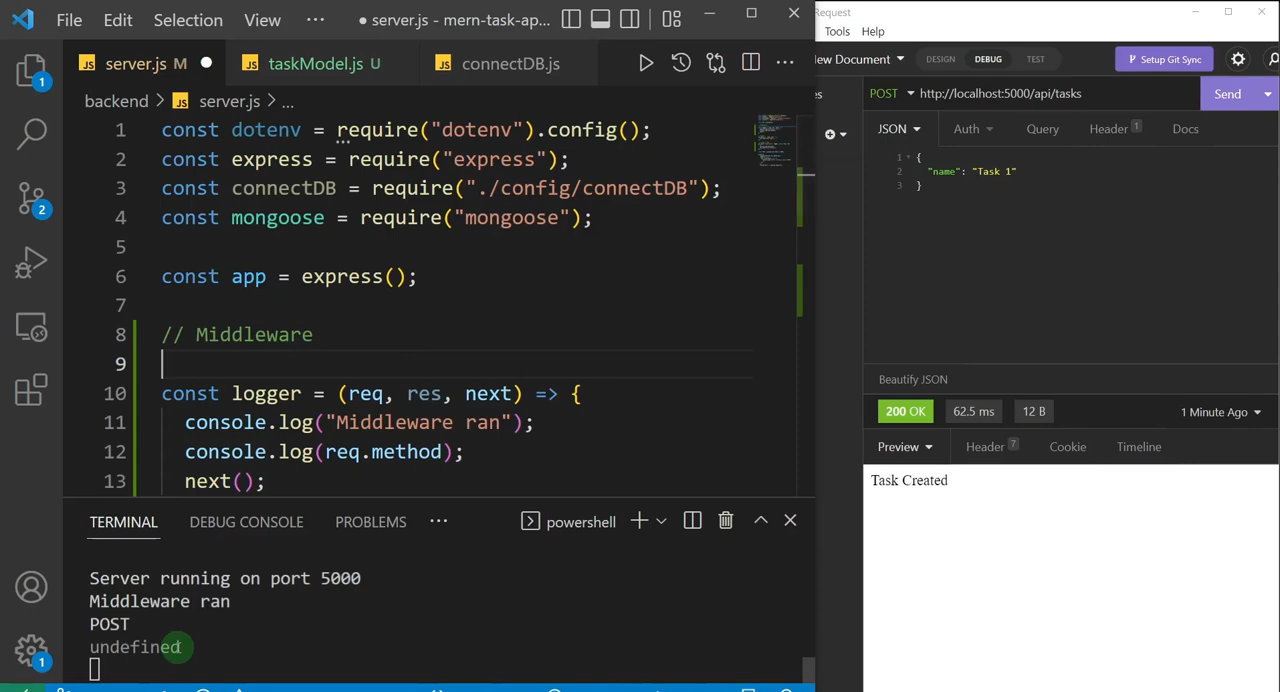 File Edit Selection View ··· ● server.js - mern-task-ap...
JS server.js M ● JS taskModel.js U JS connectDB.js ···
backend > JS server.js > ...
1 const dotenv = require("dotenv").config();
2 const express = require("express");
3 const connectDB = require("./config/connectDB");
4 const mongoose = require("mongoose");
5
6 const app = express();
7
8 // Middleware
9
10 const logger = (req, res, next) => {
11 console.log("Middleware ran");
12 console.log(req.method);
13 next();
1
2
1
TERMINAL DEBUG CONSOLE PROBLEMS ··· powershell
Server running on port 5000
Middleware ran
POST
undefined
Request
Tools Help
New Document DESIGN DEBUG TEST Setup Git Sync
POST http://localhost:5000/api/tasks Send
JSON Auth Query Header 1 Docs
1 {
2 "name": "Task 1"
3 }
Beautify JSON
200 OK 62.5 ms 12 B 1 Minute Ago
Preview Header 7 Cookie Timeline
Task Created